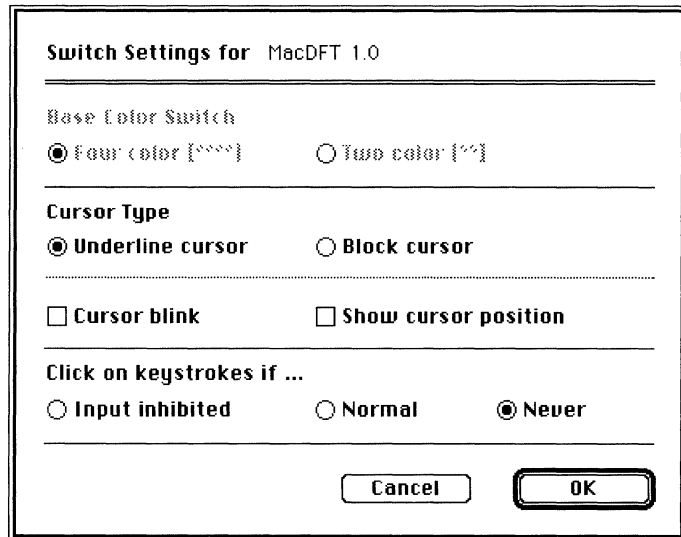 Switch Settings for MacDFT 1.0
Base Color Switch
Four color [^^^^] Two color [^^]
Cursor Type
Underline cursor Block cursor
Cursor blink Show cursor position
Click on keystrokes if ...
Input inhibited Normal Never
Cancel OK